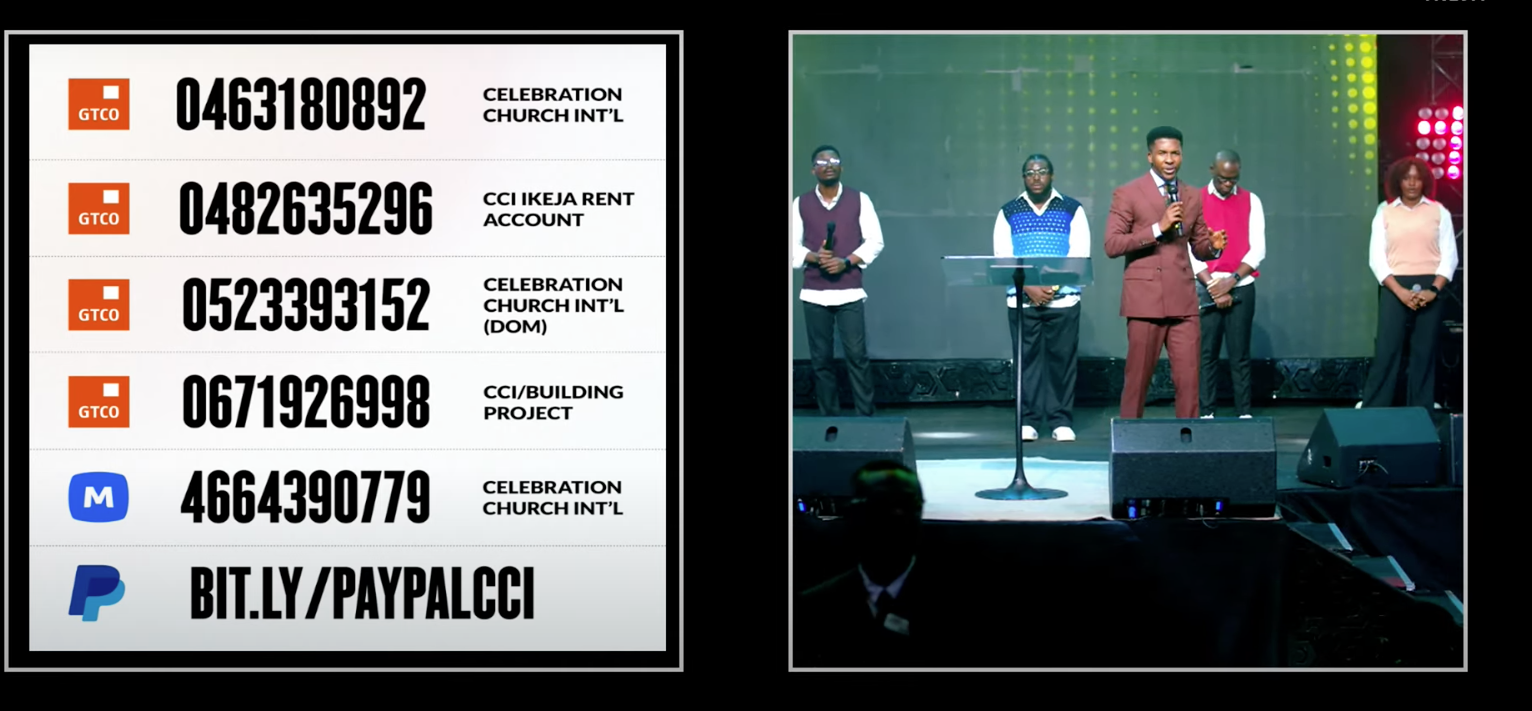 GTCO
0463180892
CELEBRATION
CHURCH INT'L
GTCO
0482635296
CCI IKEJA RENT
ACCOUNT
GTCO
0523393152
CELEBRATION
CHURCH INT'L
(DOM)
GTCO
0671926998
CCI/BUILDING
PROJECT
M
4664390779
CELEBRATION
CHURCH INT'L
BIT.LY/PAYPALCCI